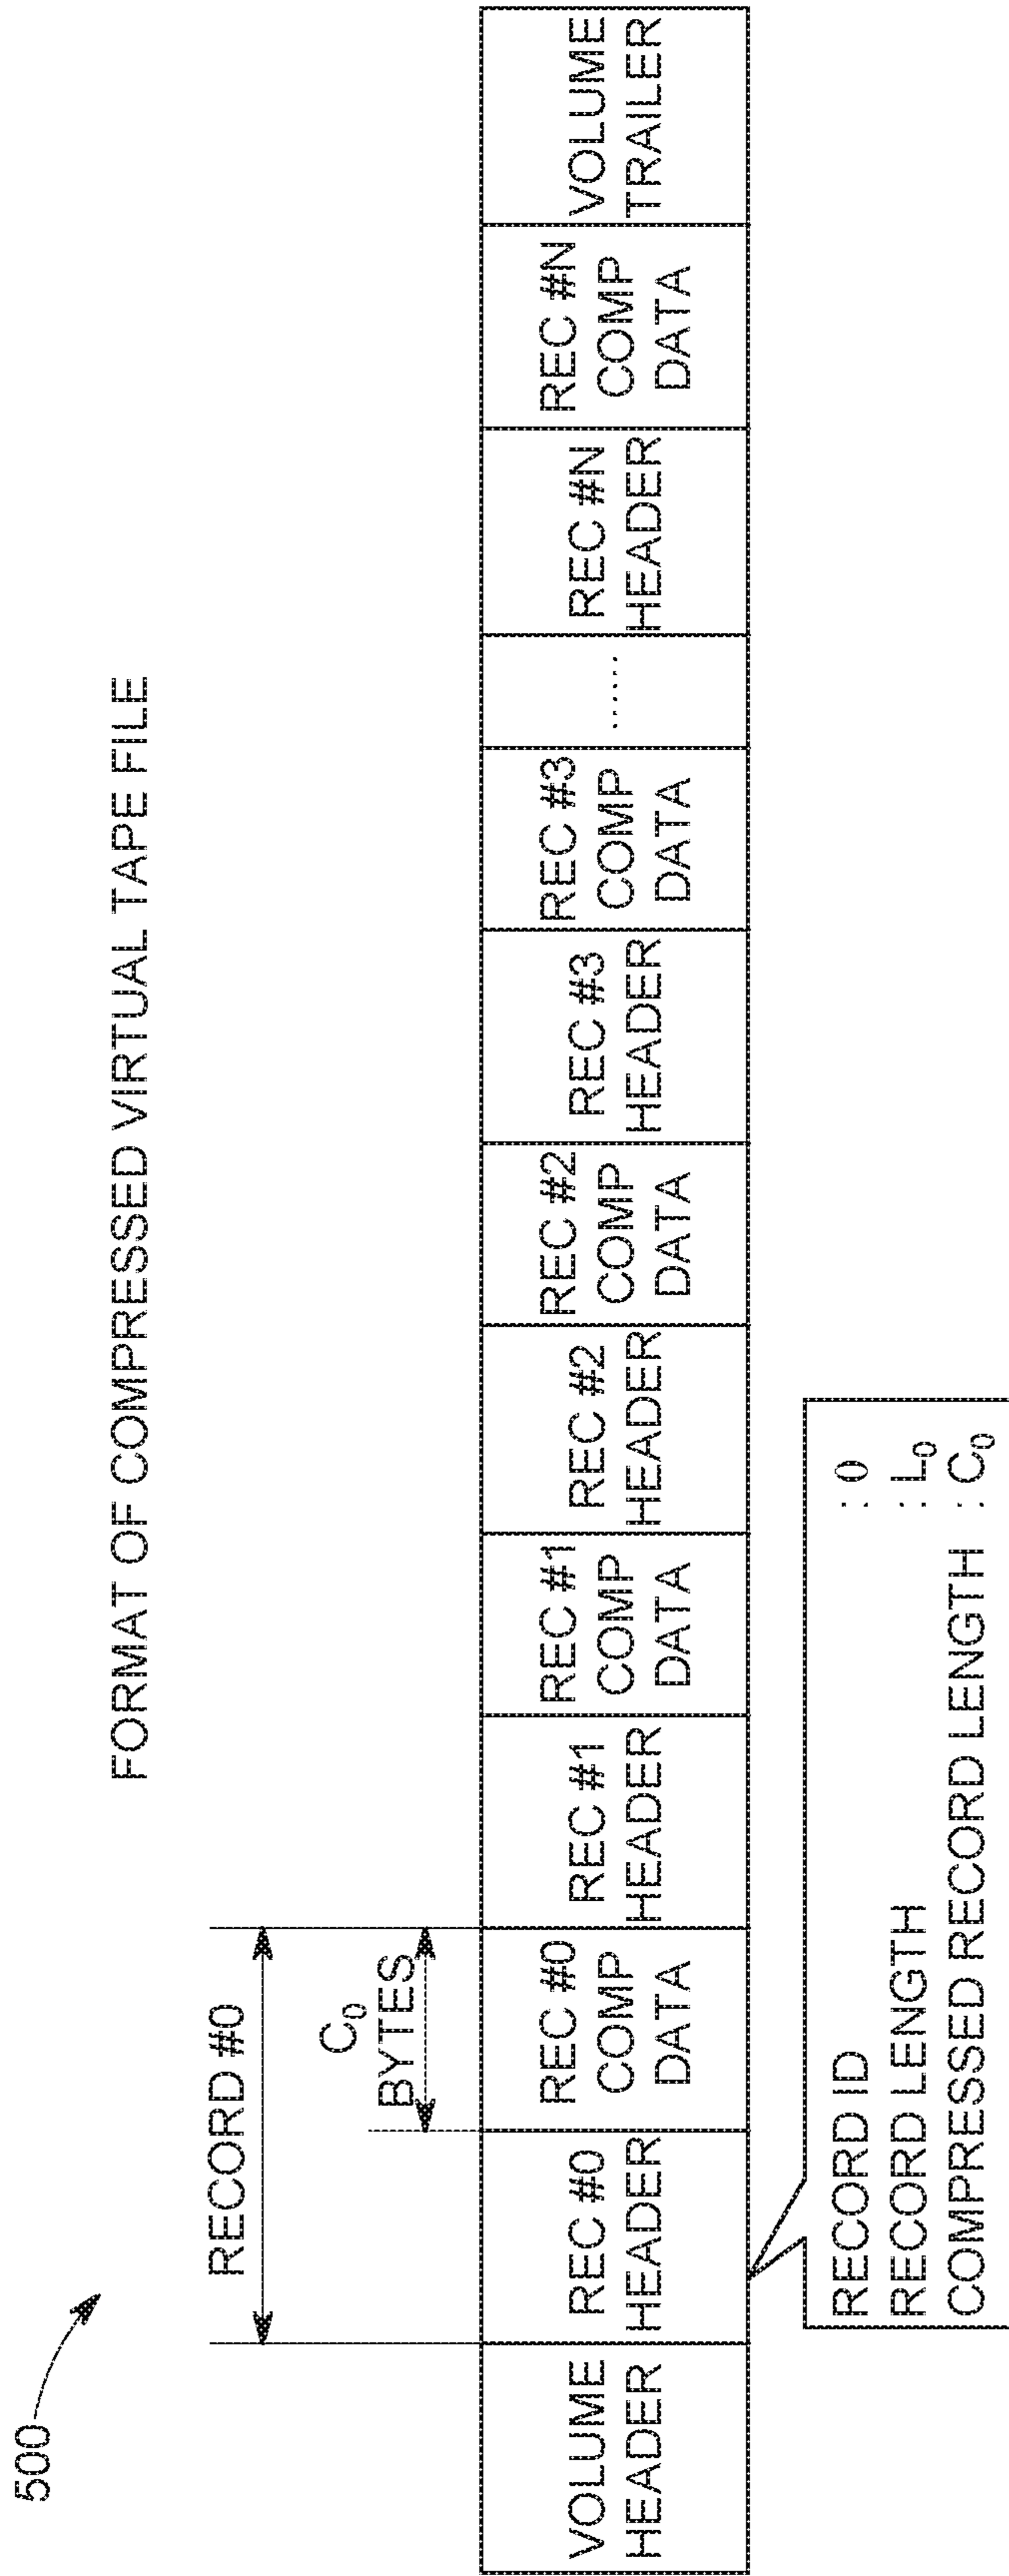 500
FORMAT OF COMPRESSED VIRTUAL TAPE FILE
RECORD #0
C₀
BYTES
VOLUME
HEADER
REC #0
HEADER
REC #0
COMP
DATA
REC #1
HEADER
REC #1
COMP
DATA
REC #2
HEADER
REC #2
COMP
DATA
REC #3
HEADER
REC #3
COMP
DATA
......
REC #N
HEADER
REC #N
COMP
DATA
VOLUME
TRAILER
RECORD ID : 0
RECORD LENGTH : L₀
COMPRESSED RECORD LENGTH : C₀